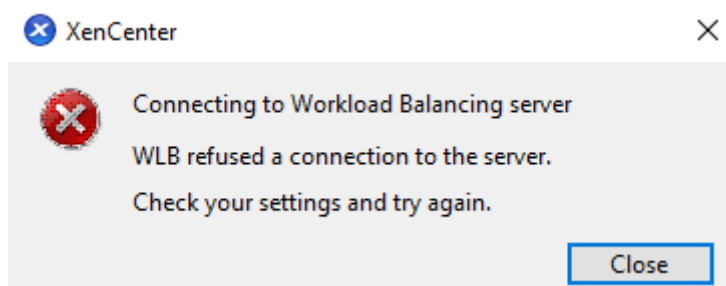 XenCenter
Connecting to Workload Balancing server
WLB refused a connection to the server.
Check your settings and try again.
Close